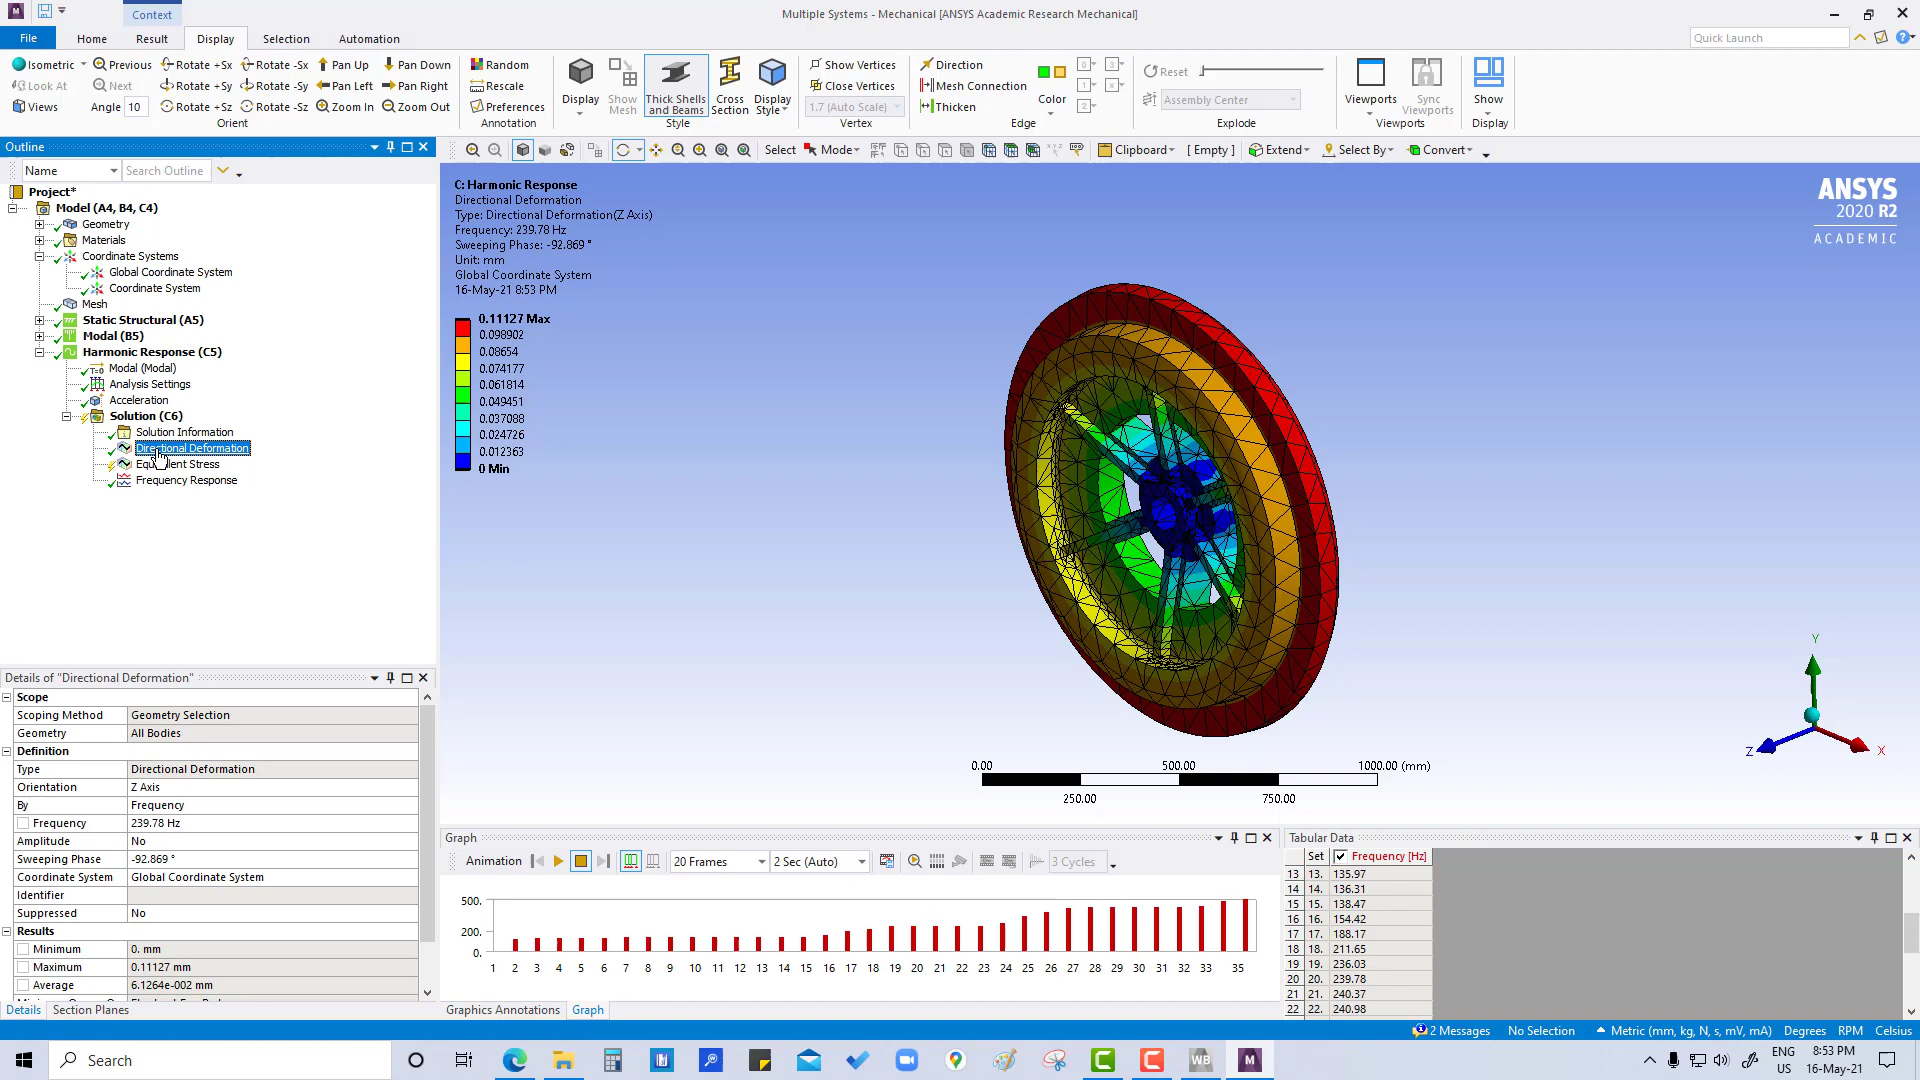 Context
Multiple Systems - Mechanical [ANSYS Academic Research Mechanical]
File
Home
Result
Display
Selection
Automation
Quick Launch
Isometric
Previous
Rotate +Sx
Rotate -Sx
Pan Up
Pan Down
Look At
Next
Rotate +Sy
Rotate -Sy
Pan Left
Pan Right
Views
Angle 10
Rotate +Sz
Rotate -Sz
Zoom In
Zoom Out
Orient
Random
Rescale
Preferences
Annotation
Display
Show
Mesh
Thick Shells
and Beams
Cross
Section
Display
Style
Style
Show Vertices
Close Vertices
1.7 (Auto Scale)
Vertex
Direction
Mesh Connection
Thicken
Color
Edge
Reset
Assembly Center
Explode
Viewports
Sync
Viewports
Viewports
Show
Display
Outline
Name
Search Outline
Select
Mode
Clipboard
[ Empty ]
Extend
Select By
Convert
Project*
Model (A4, B4, C4)
Geometry
Materials
Coordinate Systems
Global Coordinate System
Coordinate System
Mesh
Static Structural (A5)
Modal (B5)
Harmonic Response (C5)
Modal (Modal)
Analysis Settings
Acceleration
Solution (C6)
Solution Information
Directional Deformation
Equivalent Stress
Frequency Response
C: Harmonic Response
Directional Deformation
Type: Directional Deformation(Z Axis)
Frequency: 239.78 Hz
Sweeping Phase: -92.869 °
Unit: mm
Global Coordinate System
16-May-21 8:53 PM
0.11127 Max
0.098902
0.08654
0.074177
0.061814
0.049451
0.037088
0.024726
0.012363
0 Min
ANSYS
2020 R2
ACADEMIC
Y
Z
X
0.00
500.00
1000.00 (mm)
250.00
750.00
Details of "Directional Deformation"
Scope
Scoping Method Geometry Selection
Geometry All Bodies
Definition
Type Directional Deformation
Orientation Z Axis
By Frequency
Frequency 239.78 Hz
Amplitude No
Sweeping Phase -92.869 °
Coordinate System Global Coordinate System
Identifier
Suppressed No
Results
Minimum 0. mm
Maximum 0.11127 mm
Average 6.1264e-002 mm
Details
Section Planes
Graph
Animation
20 Frames
2 Sec (Auto)
3 Cycles
500.
200.
0.
1 2 3 4 5 6 7 8 9 10 11 12 13 14 15 16 17 18 19 20 21 22 23 24 25 26 27 28 29 30 31 32 33 35
Graphics Annotations
Graph
Tabular Data
Set Frequency [Hz]
13 13. 135.97
14 14. 136.31
15 15. 138.47
16 16. 154.42
17 17. 188.17
18 18. 211.65
19 19. 236.03
20 20. 239.78
21 21. 240.37
22 22. 240.98
2 Messages
No Selection
Metric (mm, kg, N, s, mV, mA)
Degrees
RPM
Celsius
Search
WB
M
ENG
US
8:53 PM
16-May-21